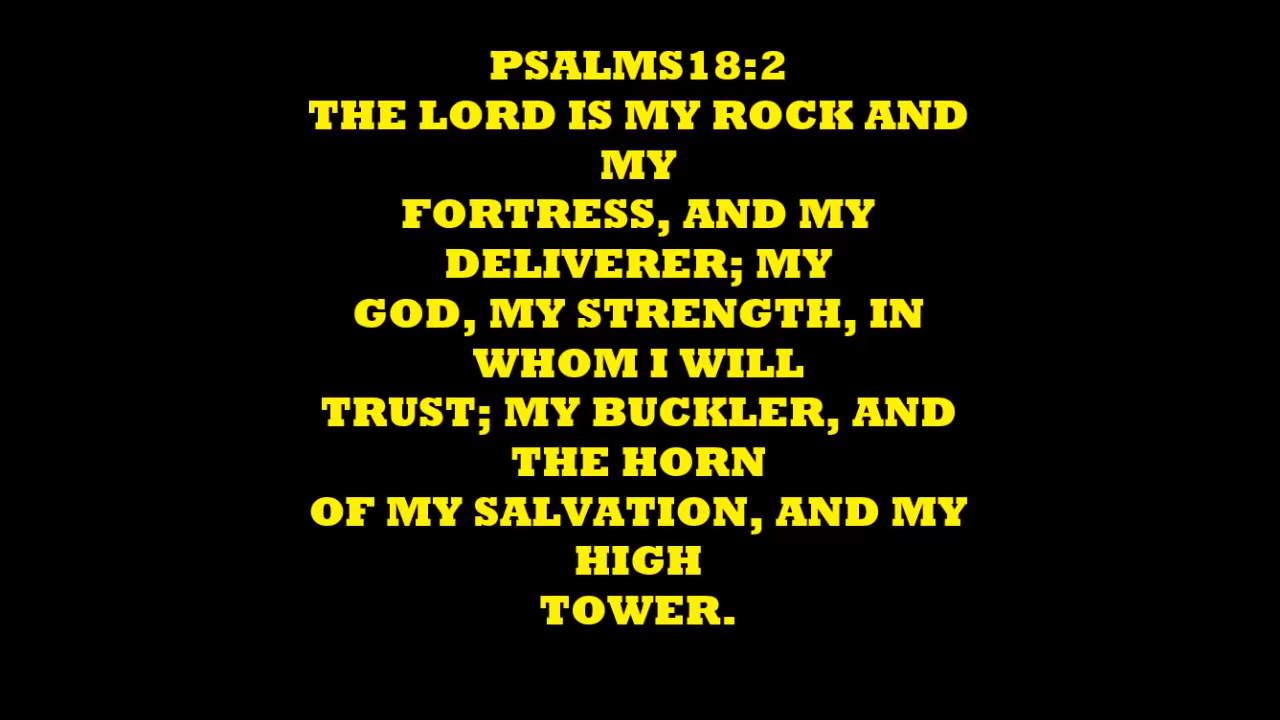 PSALMS18:2
THE LORD IS MY ROCK AND
MY
FORTRESS, AND MY
DELIVERER; MY
GOD, MY STRENGTH, IN
WHOM I WILL
TRUST; MY BUCKLER, AND
THE HORN
OF MY SALVATION, AND MY
HIGH
TOWER.